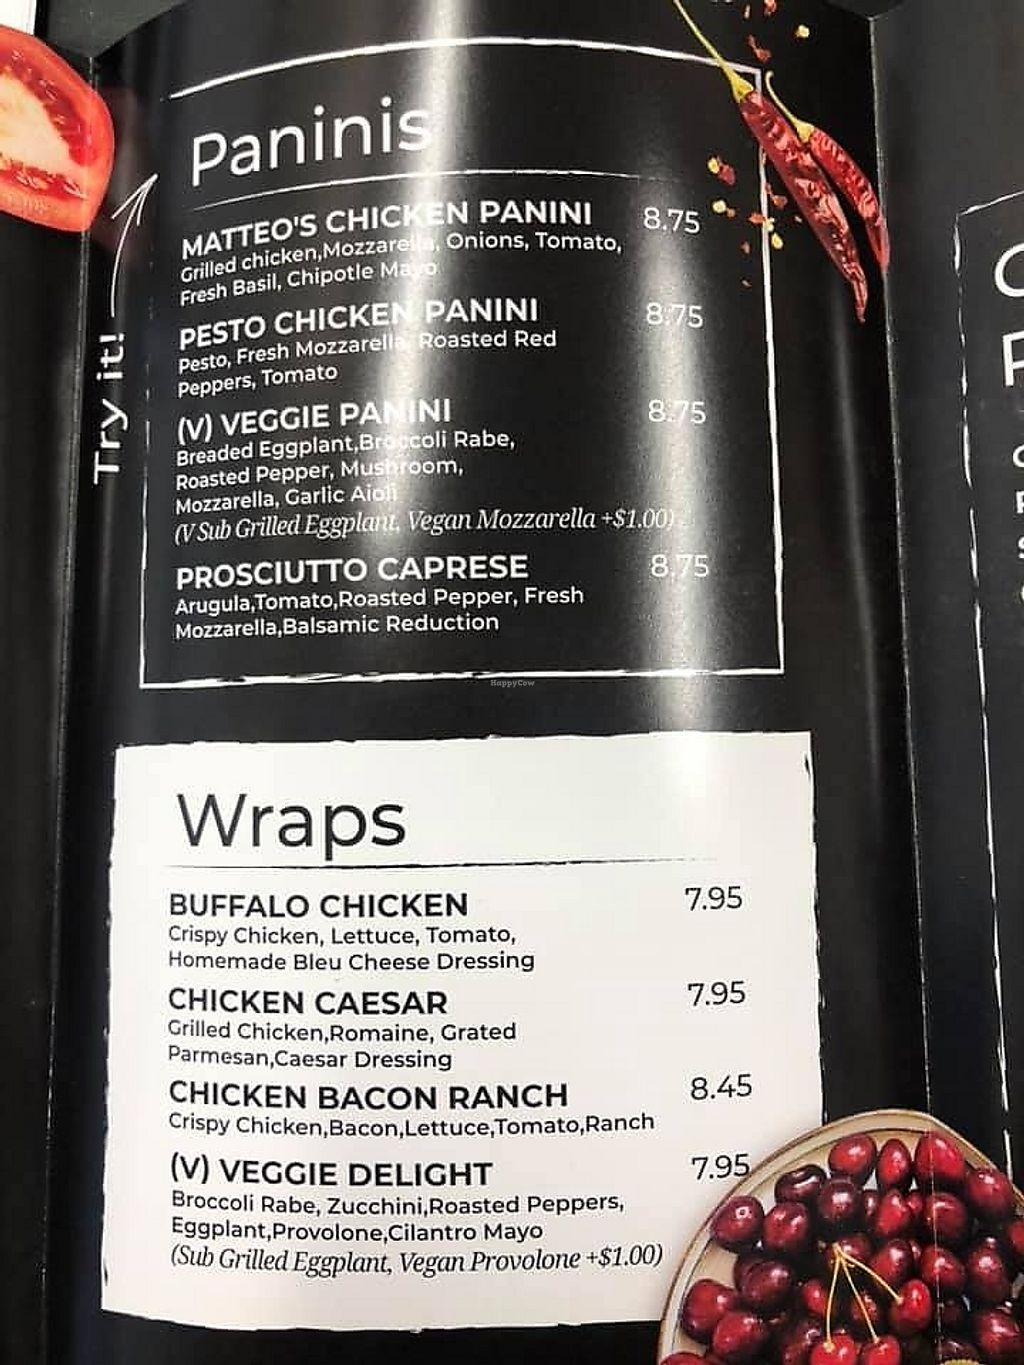 Paninis
MATTEO'S CHICKEN PANINI 8.75
Grilled chicken,Mozzarella, Onions, Tomato,
Fresh Basil, Chipotle Mayo
PESTO CHICKEN PANINI 8.75
Pesto, Fresh Mozzarella, Roasted Red
Peppers, Tomato
(V) VEGGIE PANINI 8.75
Breaded Eggplant,Broccoli Rabe,
Roasted Pepper, Mushroom,
Mozzarella, Garlic Aioli
(V Sub Grilled Eggplant, Vegan Mozzarella +$1.00)
PROSCIUTTO CAPRESE 8.75
Arugula,Tomato,Roasted Pepper, Fresh
Mozzarella,Balsamic Reduction
Try it!
HappyCow
Wraps
BUFFALO CHICKEN 7.95
Crispy Chicken, Lettuce, Tomato,
Homemade Bleu Cheese Dressing
CHICKEN CAESAR 7.95
Grilled Chicken,Romaine, Grated
Parmesan,Caesar Dressing
CHICKEN BACON RANCH 8.45
Crispy Chicken,Bacon,Lettuce,Tomato,Ranch
(V) VEGGIE DELIGHT 7.95
Broccoli Rabe, Zucchini,Roasted Peppers,
Eggplant,Provolone,Cilantro Mayo
(Sub Grilled Eggplant, Vegan Provolone +$1.00)